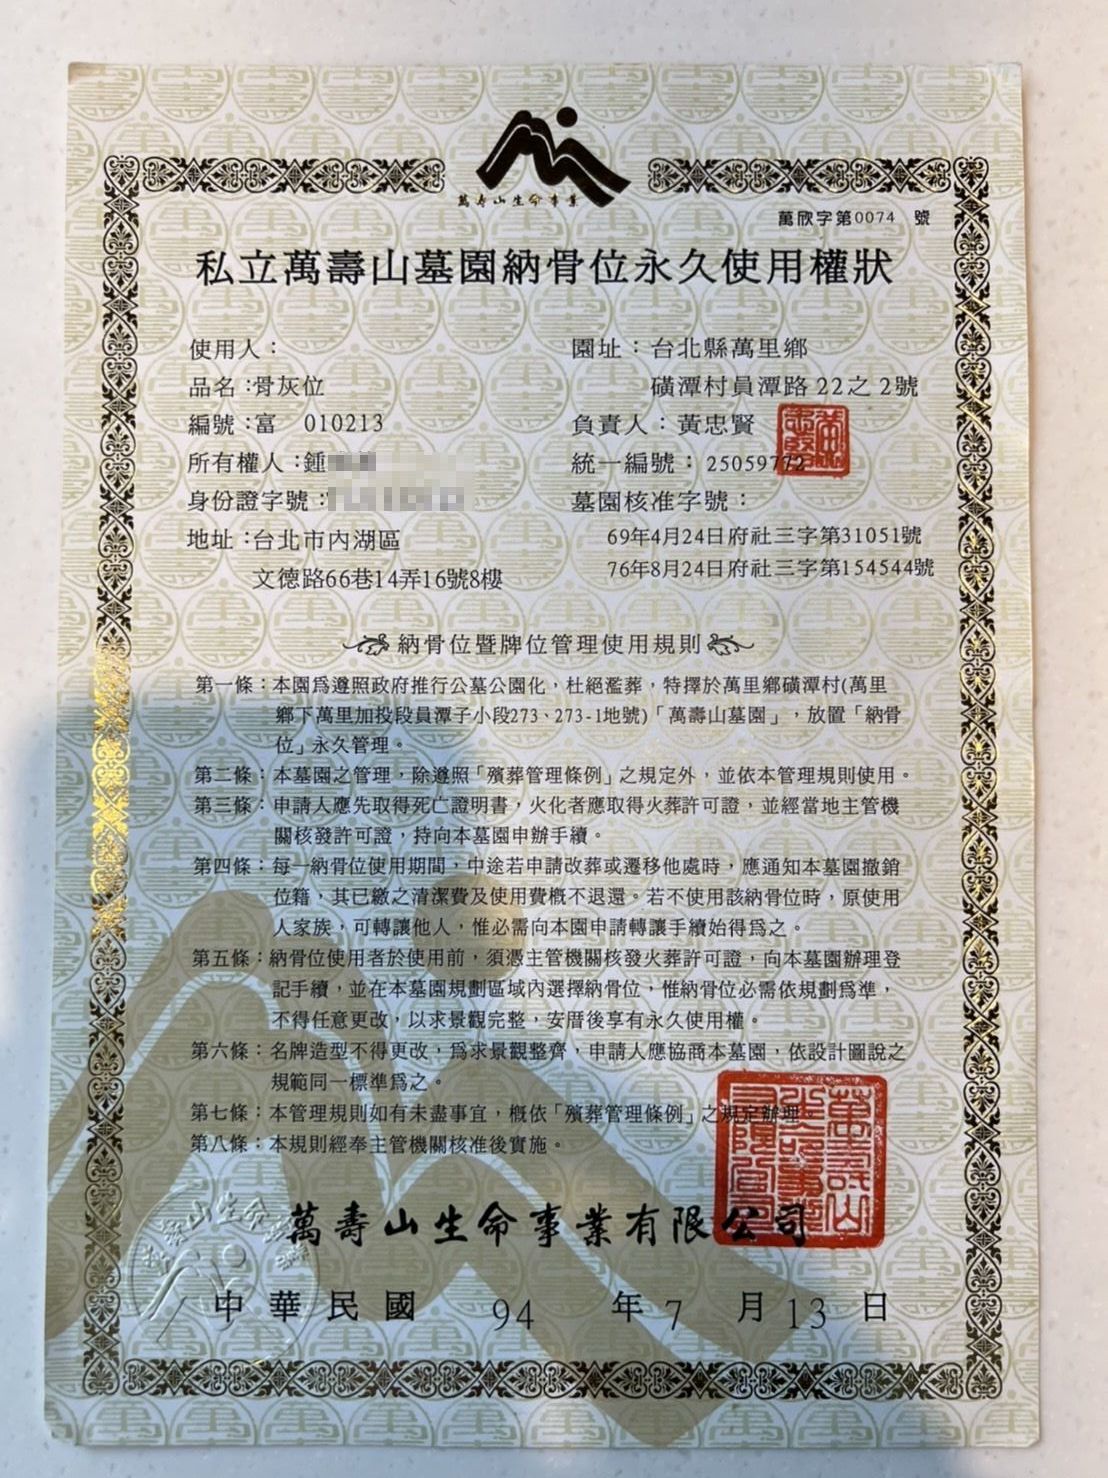 萬壽山生命事業
萬欣字第0074 號
私立萬壽山墓園納骨位永久使用權狀
使用人：
品名：骨灰位
編號：富 010213
所有權人：鍾
身份證字號：
地址：台北市內湖區
文德路66巷14弄16號8樓
園址：台北縣萬里鄉
磺潭村員潭路 22之 2號
負責人：黃忠賢
統一編號：25059772
墓園核准字號：
69年4月24日府社三字第31051號
76年8月24日府社三字第154544號
納骨位暨牌位管理使用規則
第一條：本園爲遵照政府推行公墓公園化，杜絕濫葬，特擇於萬里鄉磺潭村(萬里
鄉下萬里加投段員潭子小段273、273-1地號)「萬壽山墓園」，放置「納骨
位」永久管理。
第二條：本墓園之管理，除遵照「殯葬管理條例」之規定外，並依本管理規則使用。
第三條：申請人應先取得死亡證明書，火化者應取得火葬許可證，並經當地主管機
關核發許可證，持向本墓園申辦手續。
第四條：每一納骨位使用期間，中途若申請改葬或遷移他處時，應通知本墓園撤銷
位籍，其已繳之清潔費及使用費概不退還。若不使用該納骨位時，原使用
人家族，可轉讓他人，惟必需向本園申請轉讓手續始得爲之。
第五條：納骨位使用者於使用前，須憑主管機關核發火葬許可證，向本墓園辦理登
記手續，並在本墓園規劃區域內選擇納骨位，惟納骨位必需依規劃爲準，
不得任意更改，以求景觀完整，安厝後享有永久使用權。
第六條：名牌造型不得更改，爲求景觀整齊，申請人應協商本墓園，依設計圖說之
規範同一標準爲之。
第七條：本管理規則如有未盡事宜，概依「殯葬管理條例」之規定辦理
第八條：本規則經奉主管機關核准後實施。
萬壽山生命事業有限公司
中華民國 94 年 7 月 13 日